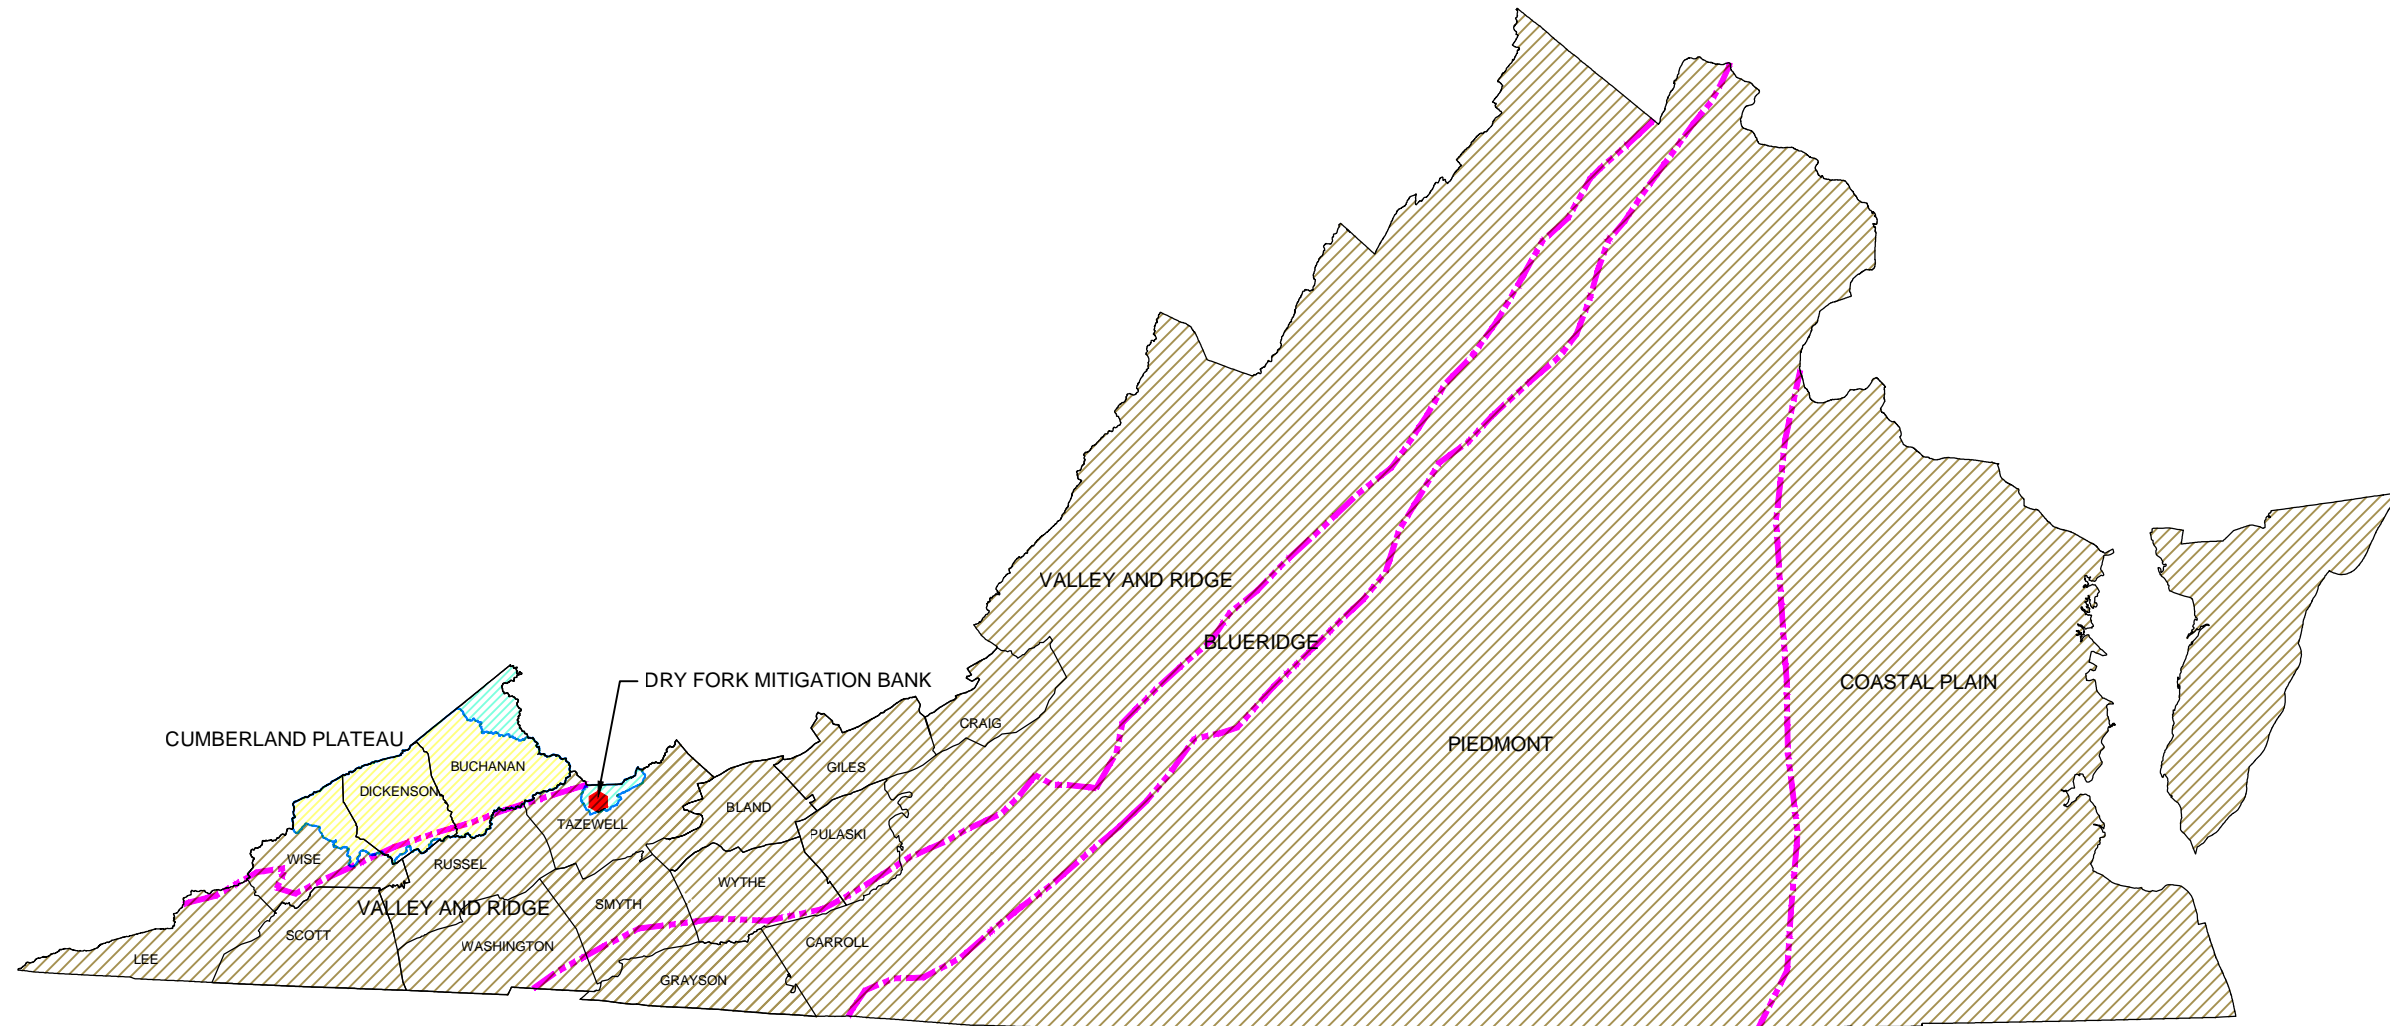 VALLEY AND RIDGE
BLUERIDGE
DRY FORK MITIGATION BANK
COASTAL PLAIN
CRAIG
CUMBERLAND PLATEAU
PIEDMONT
BUCHANAN
GILES
DICKENSON
BLAND
TAZEWELL
PULASKI
WISE
RUSSEL
WYTHE
VALLEY AND RIDGE
SMYTH
SCOTT
WASHINGTON
CARROLL
LEE
GRAYSON